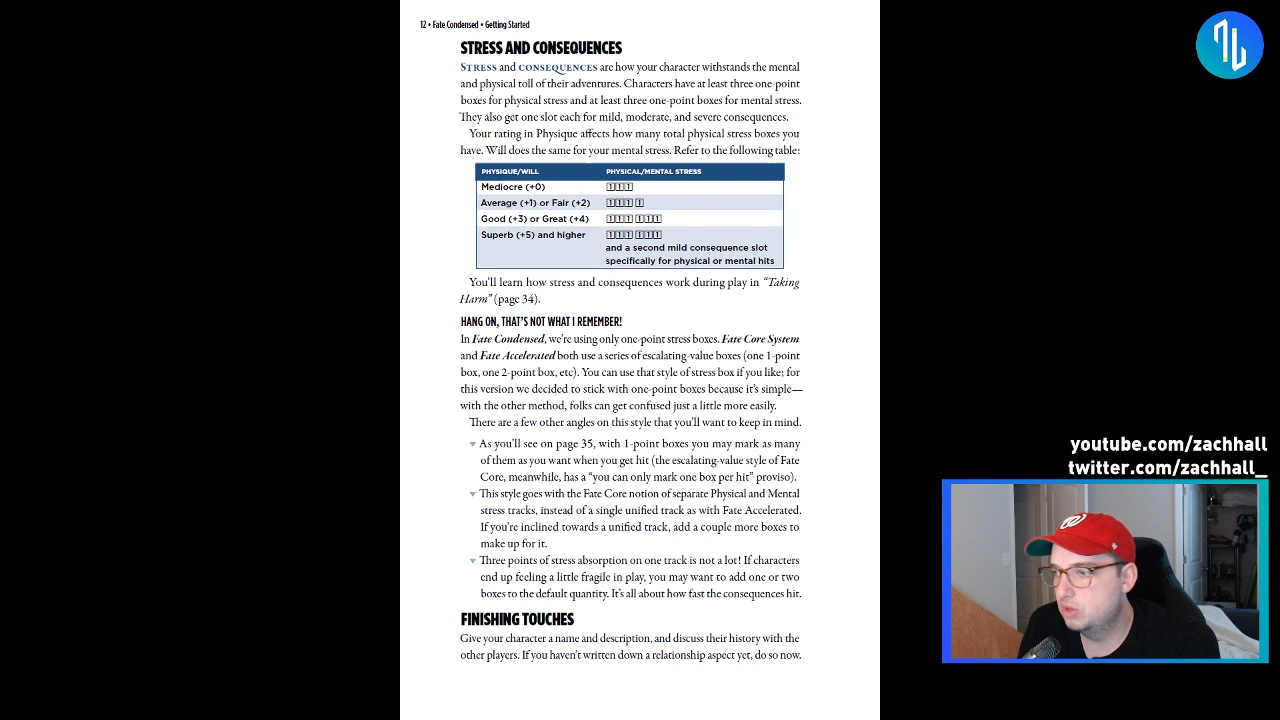 12 • Fate Condensed • Getting Started
STRESS AND CONSEQUENCES
STRESS and CONSEQUENCES are how your character withstands the mental
and physical toll of their adventures. Characters have at least three one-point
boxes for physical stress and at least three one-point boxes for mental stress.
They also get one slot each for mild, moderate, and severe consequences.
Your rating in Physique affects how many total physical stress boxes you
have. Will does the same for your mental stress. Refer to the following table:
PHYSIQUE/WILL PHYSICAL/MENTAL STRESS
Mediocre (+0) 1 1 1
Average (+1) or Fair (+2) 1 1 1 1
Good (+3) or Great (+4) 1 1 1 1 1 1
Superb (+5) and higher 1 1 1 1 1 1
and a second mild consequence slot
specifically for physical or mental hits
You'll learn how stress and consequences work during play in “Taking
Harm” (page 34).
HANG ON, THAT'S NOT WHAT I REMEMBER!
In Fate Condensed, we're using only one-point stress boxes. Fate Core System
and Fate Accelerated both use a series of escalating-value boxes (one 1-point
box, one 2-point box, etc). You can use that style of stress box if you like; for
this version we decided to stick with one-point boxes because it's simple—
with the other method, folks can get confused just a little more easily.
There are a few other angles on this style that you'll want to keep in mind.
As you'll see on page 35, with 1-point boxes you may mark as many
of them as you want when you get hit (the escalating-value style of Fate
Core, meanwhile, has a “you can only mark one box per hit” proviso).
This style goes with the Fate Core notion of separate Physical and Mental
stress tracks, instead of a single unified track as with Fate Accelerated.
If you're inclined towards a unified track, add a couple more boxes to
make up for it.
Three points of stress absorption on one track is not a lot! If characters
end up feeling a little fragile in play, you may want to add one or two
boxes to the default quantity. It's all about how fast the consequences hit.
FINISHING TOUCHES
Give your character a name and description, and discuss their history with the
other players. If you haven't written down a relationship aspect yet, do so now.
youtube.com/zachhall
twitter.com/zachhall_